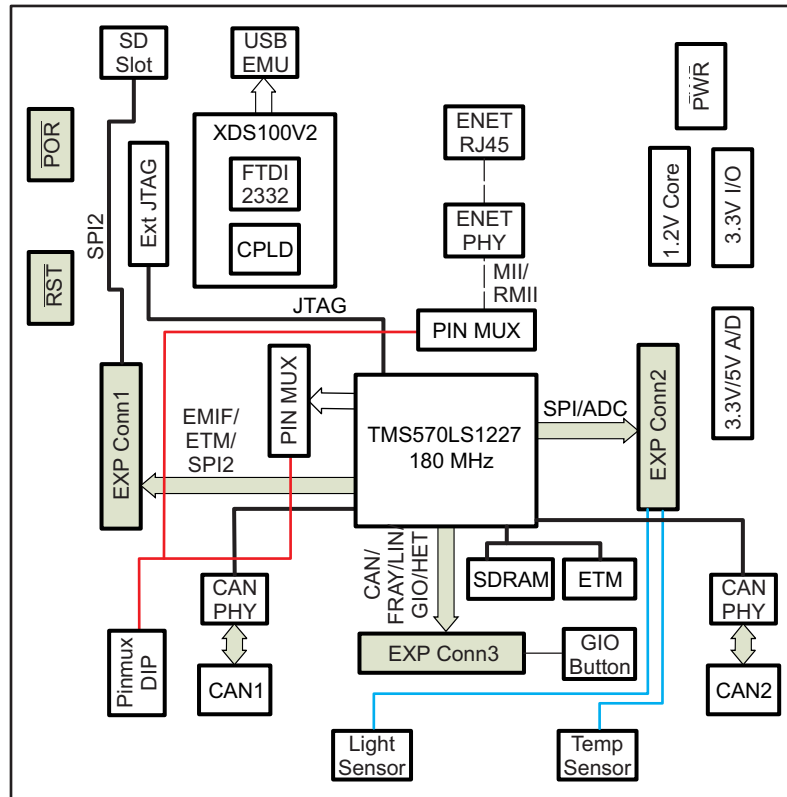 SD
Slot
USB
EMU
XDS100V2
FTDI
2332
CPLD
ENET
RJ45
ENET
PHY
MII/
RMII
PIN MUX
PWR
1.2V Core
3.3V I/O
3.3V/5V A/D
POR
RST
SPI2
Ext JTAG
JTAG
EXP Conn1
EMIF/
ETM/
SPI2
PIN MUX
TMS570LS1227
180 MHz
SPI/ADC
EXP Conn2
CAN/
FRAY/LIN/
GIO/HET
SDRAM
ETM
CAN
PHY
CAN1
Pinmux
DIP
EXP Conn3
GIO
Button
CAN
PHY
CAN2
Light
Sensor
Temp
Sensor